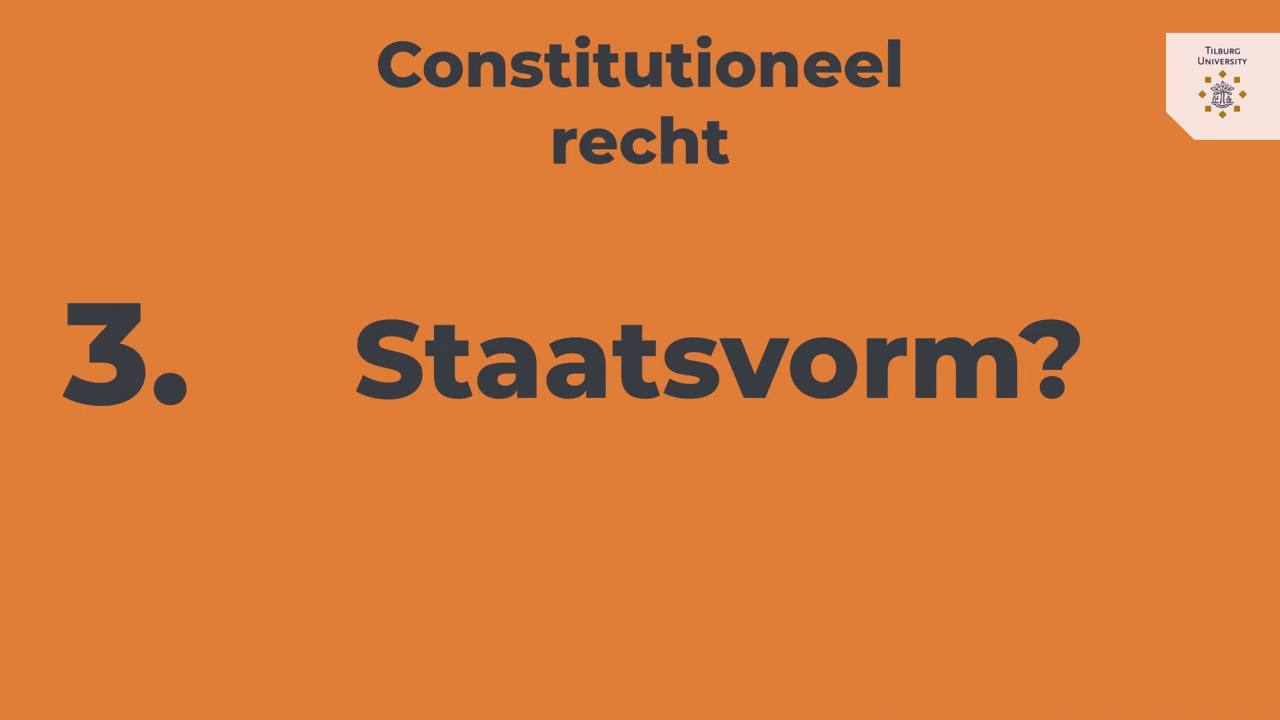 Constitutioneel
recht
TILBURG
UNIVERSITY
3. Staatsvorm?